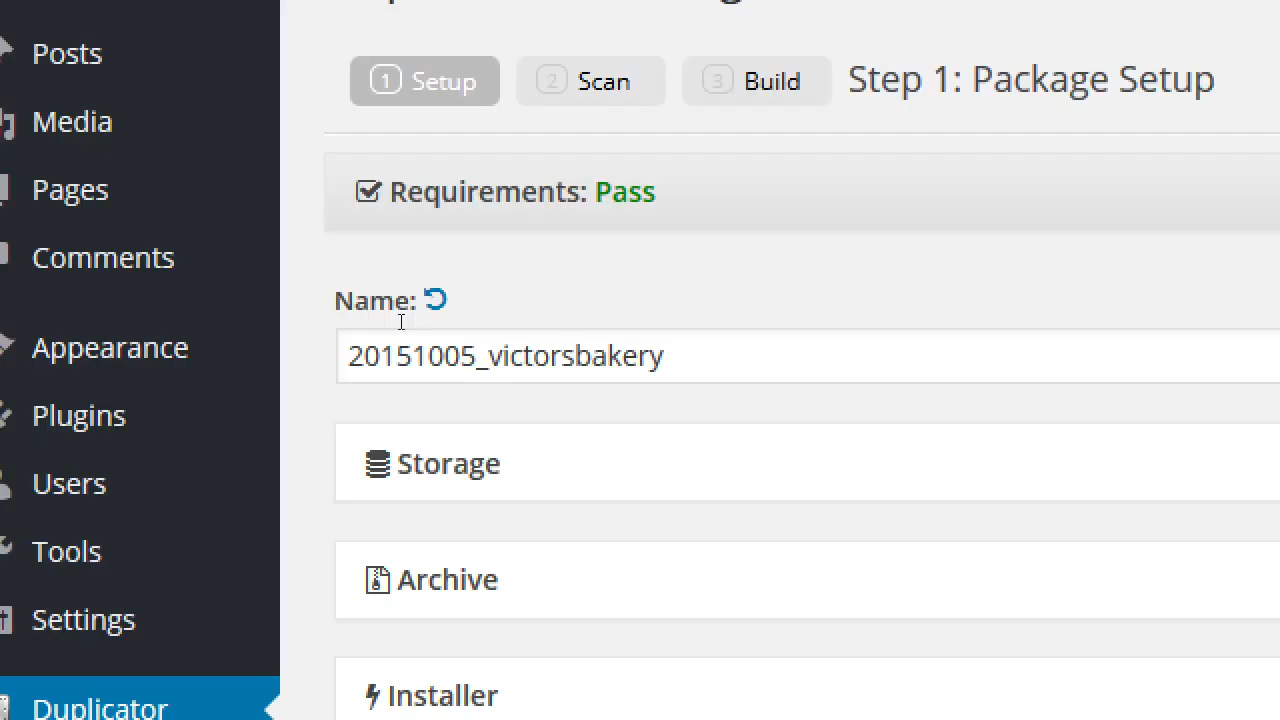 Posts
Media
Pages
Comments
Appearance
Plugins
Users
Tools
Settings
Duplicator
1 Setup 2 Scan 3 Build Step 1: Package Setup
Requirements: Pass
Name:
20151005_victorsbakery
Storage
Archive
Installer